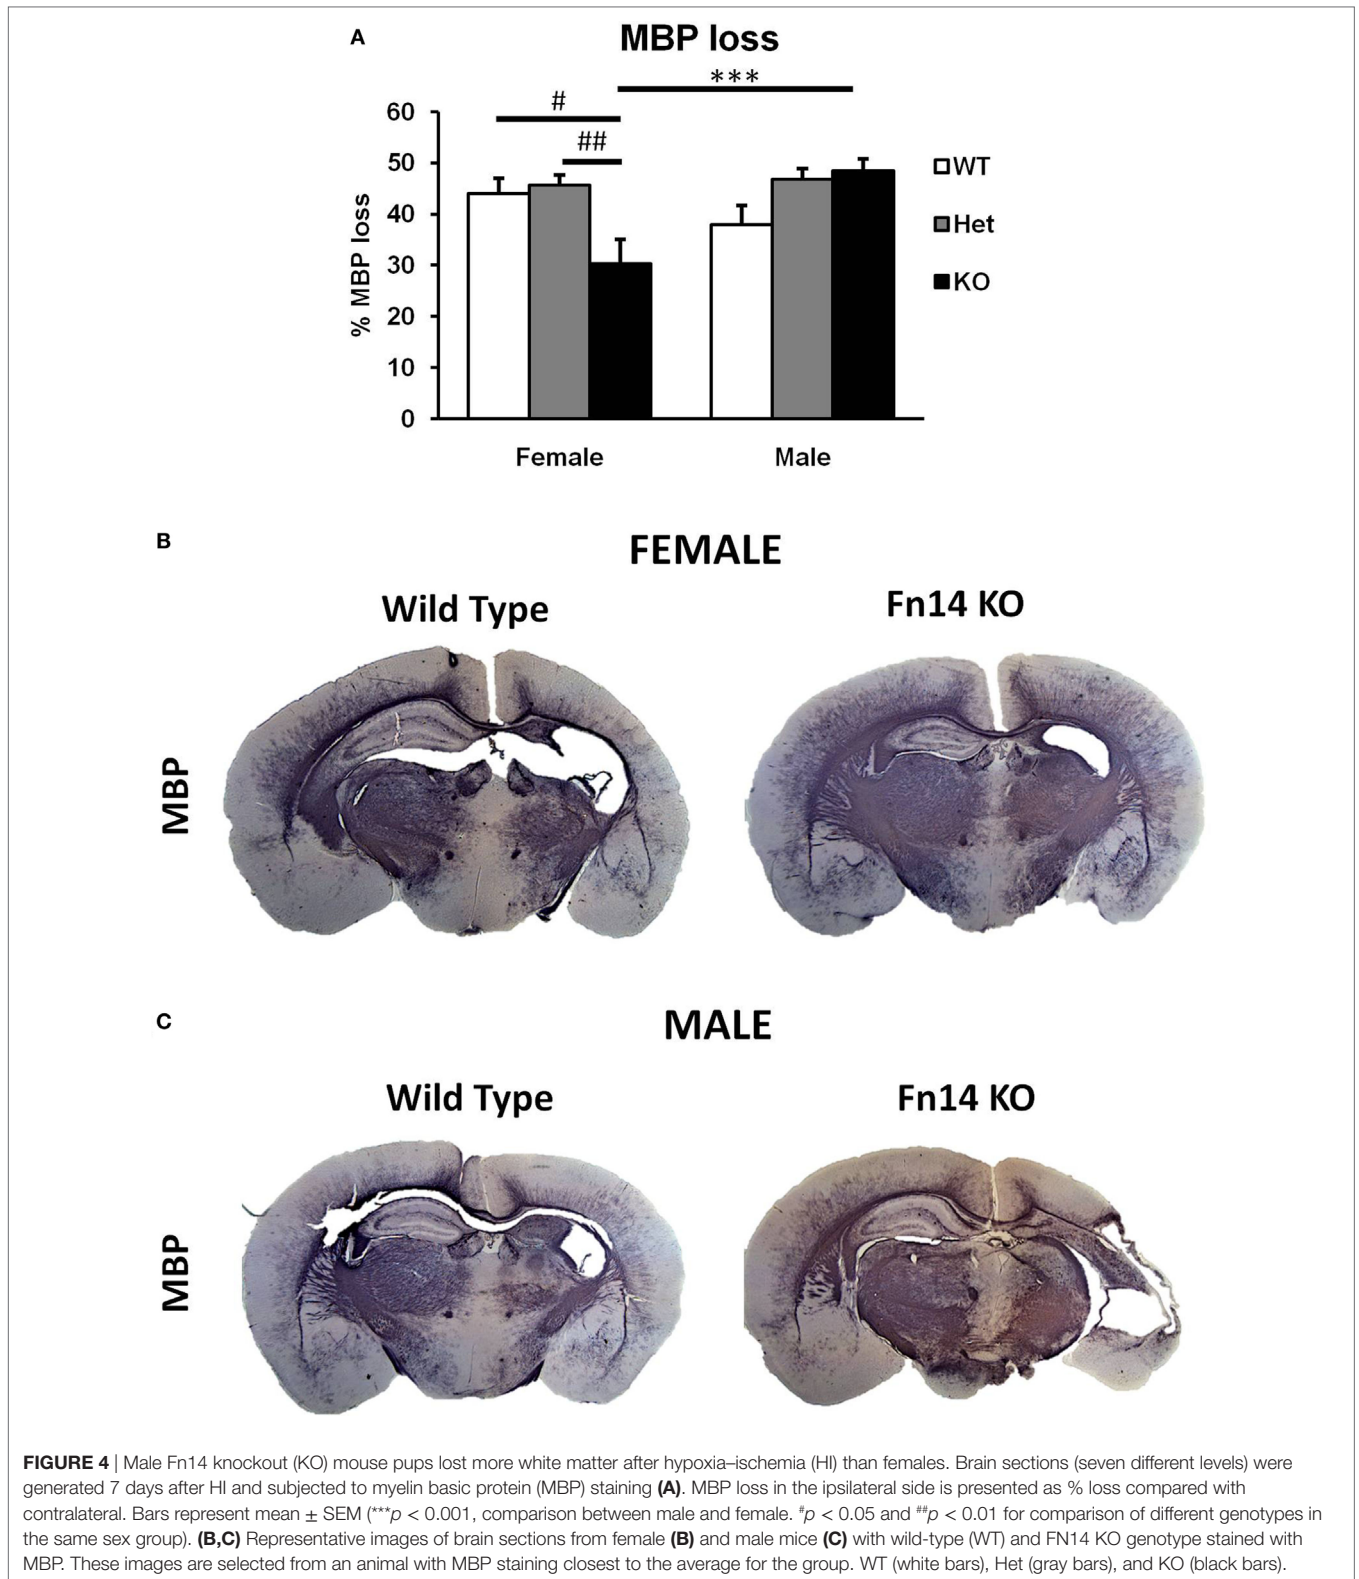 A
MBP loss
***
#
##
60
50
40
30
20
10
0
% MBP loss
WT
Het
KO
Female
Male
B
FEMALE
Wild Type
Fn14 KO
MBP
C
MALE
Wild Type
Fn14 KO
MBP
FIGURE 4 | Male Fn14 knockout (KO) mouse pups lost more white matter after hypoxia–ischemia (HI) than females. Brain sections (seven different levels) were
generated 7 days after HI and subjected to myelin basic protein (MBP) staining (A). MBP loss in the ipsilateral side is presented as % loss compared with
contralateral. Bars represent mean ± SEM (***p < 0.001, comparison between male and female. #p < 0.05 and ##p < 0.01 for comparison of different genotypes in
the same sex group). (B,C) Representative images of brain sections from female (B) and male mice (C) with wild-type (WT) and FN14 KO genotype stained with
MBP. These images are selected from an animal with MBP staining closest to the average for the group. WT (white bars), Het (gray bars), and KO (black bars).